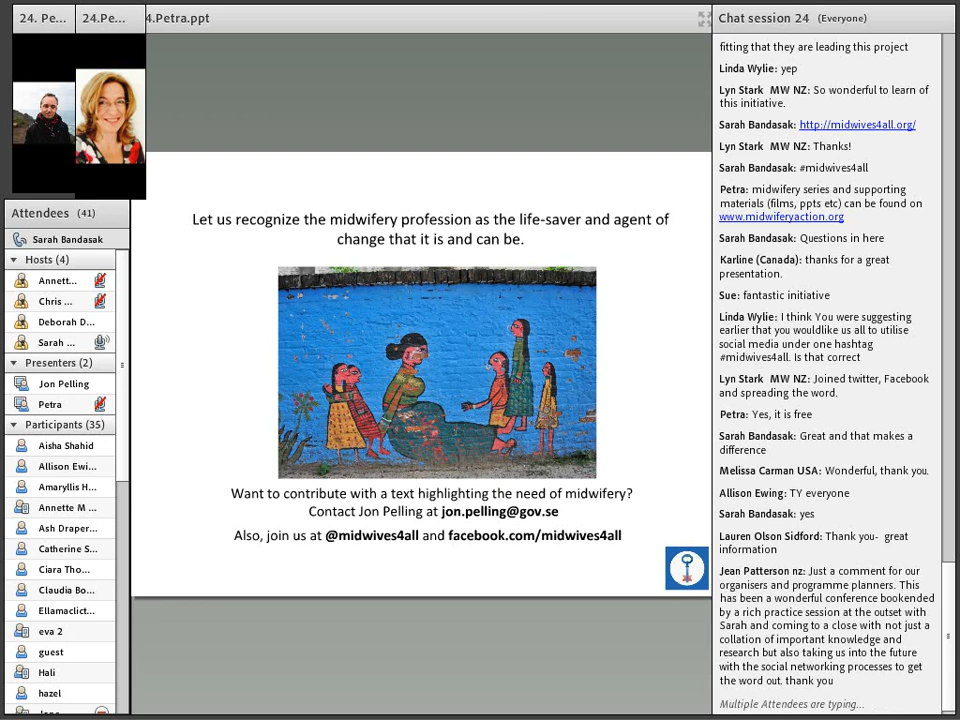 24. Pe...
24.Pe...
4.Petra.ppt
Attendees (41)
Sarah Bandasak
Hosts (4)
Annett...
Chris ...
Deborah D...
Sarah ...
Presenters (2)
Jon Pelling
Petra
Participants (35)
Aisha Shahid
Allison Ewi...
Amaryllis H...
Annette M ...
Ash Draper...
Catherine S...
Ciara Tho...
Claudia Bo...
Ellamaclict...
eva 2
guest
Hali
hazel
Let us recognize the midwifery profession as the life-saver and agent of
change that it is and can be.
Want to contribute with a text highlighting the need of midwifery?
Contact Jon Pelling at jon.pelling@gov.se
Also, join us at @midwives4all and facebook.com/midwives4all
Chat session 24 (Everyone)
fitting that they are leading this project
Linda Wylie: yep
Lyn Stark MW NZ: So wonderful to learn of
this initiative.
Sarah Bandasak: http://midwives4all.org/
Lyn Stark MW NZ: Thanks!
Sarah Bandasak: #midwives4all
Petra: midwifery series and supporting
materials (films, ppts etc) can be found on
www.midwiferyaction.org
Sarah Bandasak: Questions in here
Karline (Canada): thanks for a great
presentation.
Sue: fantastic initiative
Linda Wylie: I think You were suggesting
earlier that you wouldlike us all to utilise
social media under one hashtag
#midwives4all. Is that correct
Lyn Stark MW NZ: Joined twitter, Facebook
and spreading the word.
Petra: Yes, it is free
Sarah Bandasak: Great and that makes a
difference
Melissa Carman USA: Wonderful, thank you.
Allison Ewing: TY everyone
Sarah Bandasak: yes
Lauren Olson Sidford: Thank you- great
information
Jean Patterson nz: Just a comment for our
organisers and programme planners. This
has been a wonderful conference bookended
by a rich practice session at the outset with
Sarah and coming to a close with not just a
collation of important knowledge and
research but also taking us into the future
with the social networking processes to get
the word out. thank you
Multiple Attendees are typing...